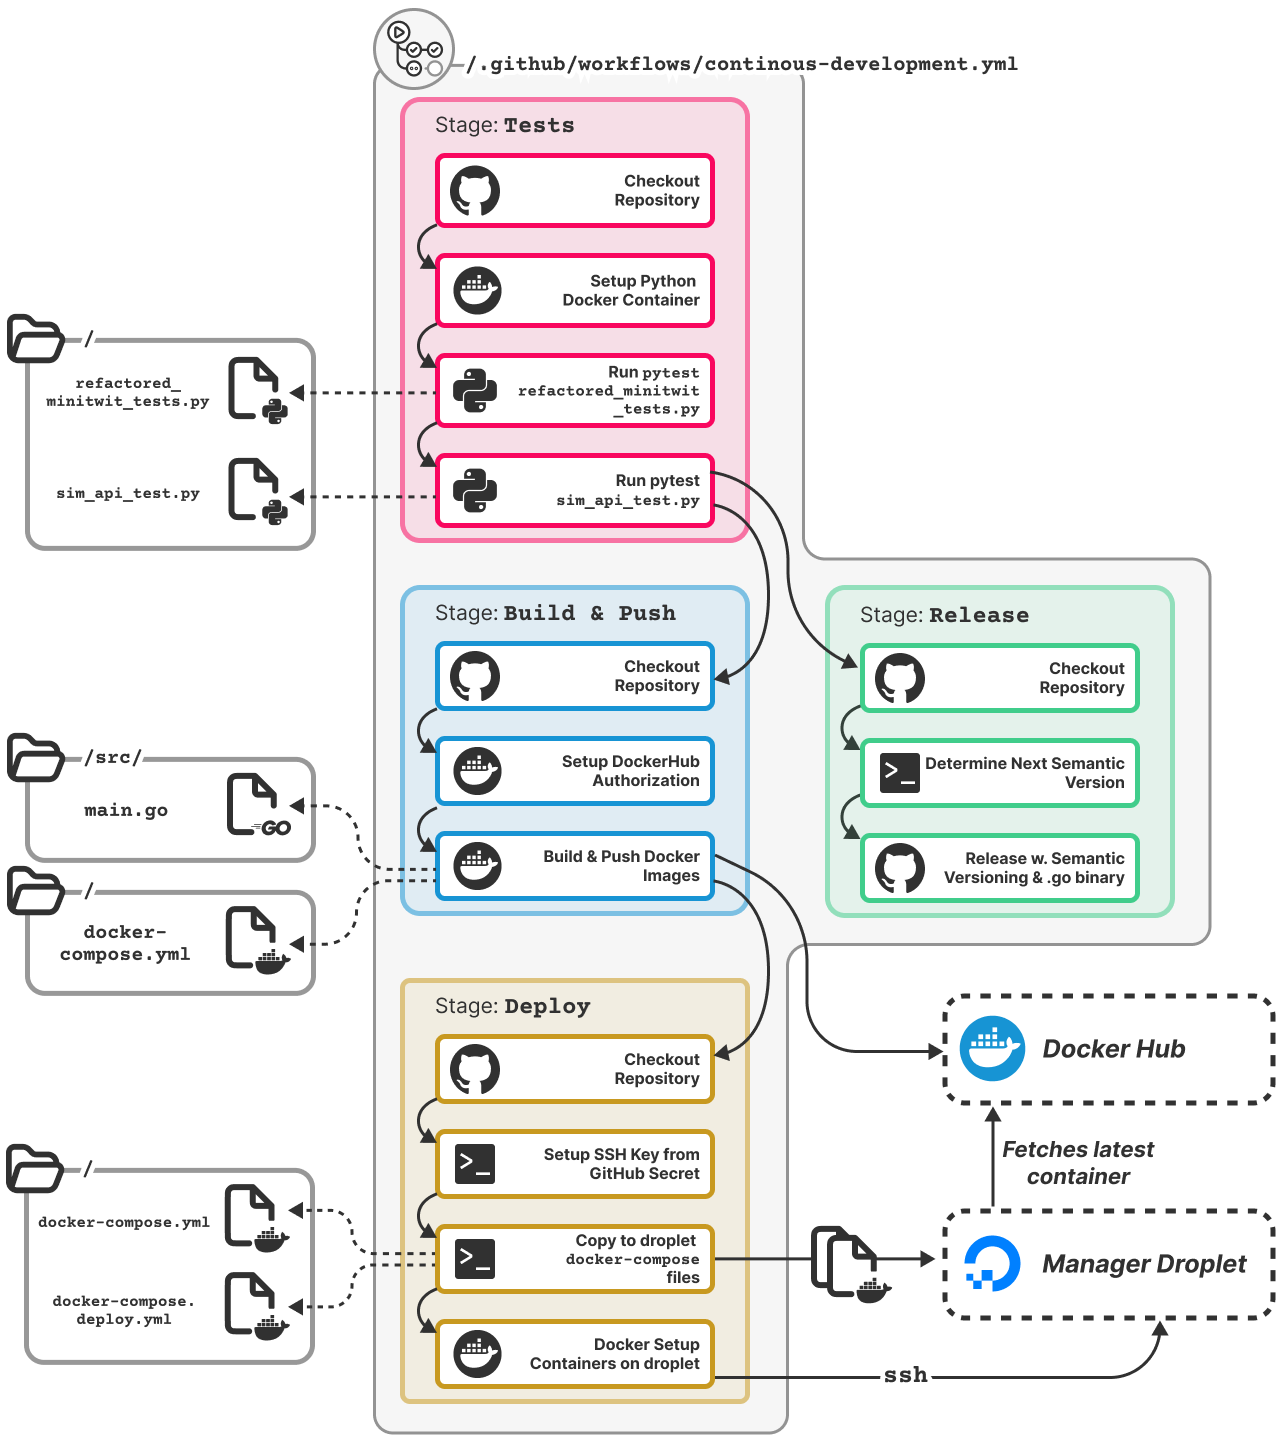 /.github/workflows/continous-development.yml
Stage: Tests
Checkout
Repository
Setup Python
Docker Container
Run pytest
refactored_minitwit
_tests.py
Run pytest
sim_api_test.py
/
refactored_
minitwit_tests.py
sim_api_test.py
Stage: Build & Push
Checkout
Repository
Setup DockerHub
Authorization
Build & Push Docker
Images
Stage: Release
Checkout
Repository
>_
Determine Next Semantic
Version
Release w. Semantic
Versioning & .go binary
/src/
main.go
GO
/
docker-
compose.yml
Stage: Deploy
Checkout
Repository
>_
Setup SSH Key from
GitHub Secret
>_
Copy to droplet
docker-compose
files
Docker Setup
Containers on droplet
/
docker-compose.yml
docker-compose.
deploy.yml
Docker Hub
Fetches latest
container
Manager Droplet
ssh